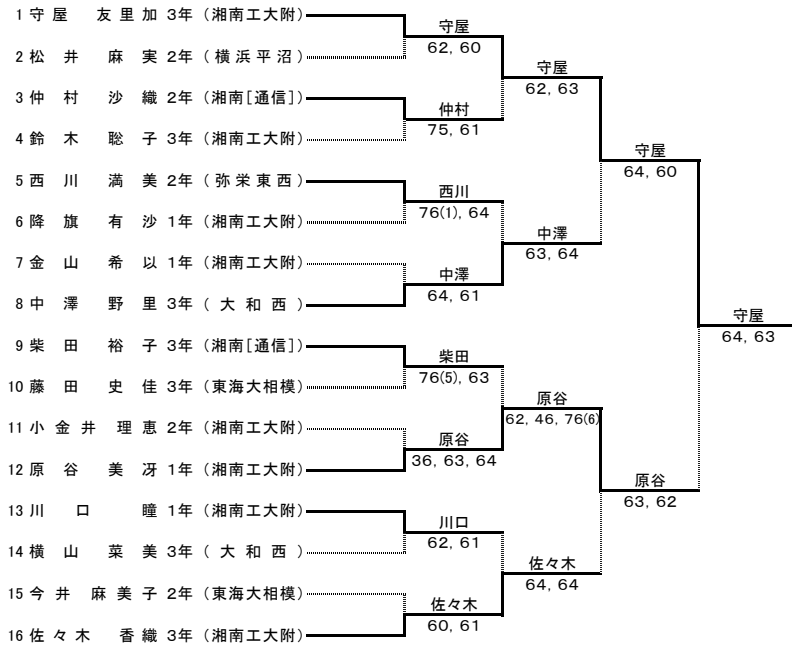 1 守屋 友里加 3年 (湘南工大附)
守屋
62, 60
2 松井 麻実 2年 (横浜平沼)
守屋
62, 63
3 仲村 沙織 2年 (湘南[通信])
仲村
75, 61
4 鈴木 聡子 3年 (湘南工大附)
守屋
64, 60
5 西川 満美 2年 (弥栄東西)
西川
76(1), 64
6 降旗 有沙 1年 (湘南工大附)
中澤
63, 64
7 金山 希以 1年 (湘南工大附)
中澤
64, 61
8 中澤 野里 3年 (大和西)
守屋
64, 63
9 柴田 裕子 3年 (湘南[通信])
柴田
76(5), 63
10 藤田 史佳 3年 (東海大相模)
原谷
62, 46, 76(6)
11 小金井 理恵 2年 (湘南工大附)
原谷
36, 63, 64
12 原谷 美冴 1年 (湘南工大附)
原谷
63, 62
13 川口 瞳 1年 (湘南工大附)
川口
62, 61
14 横山 菜美 3年 (大和西)
佐々木
64, 64
15 今井 麻美子 2年 (東海大相模)
佐々木
60, 61
16 佐々木 香織 3年 (湘南工大附)